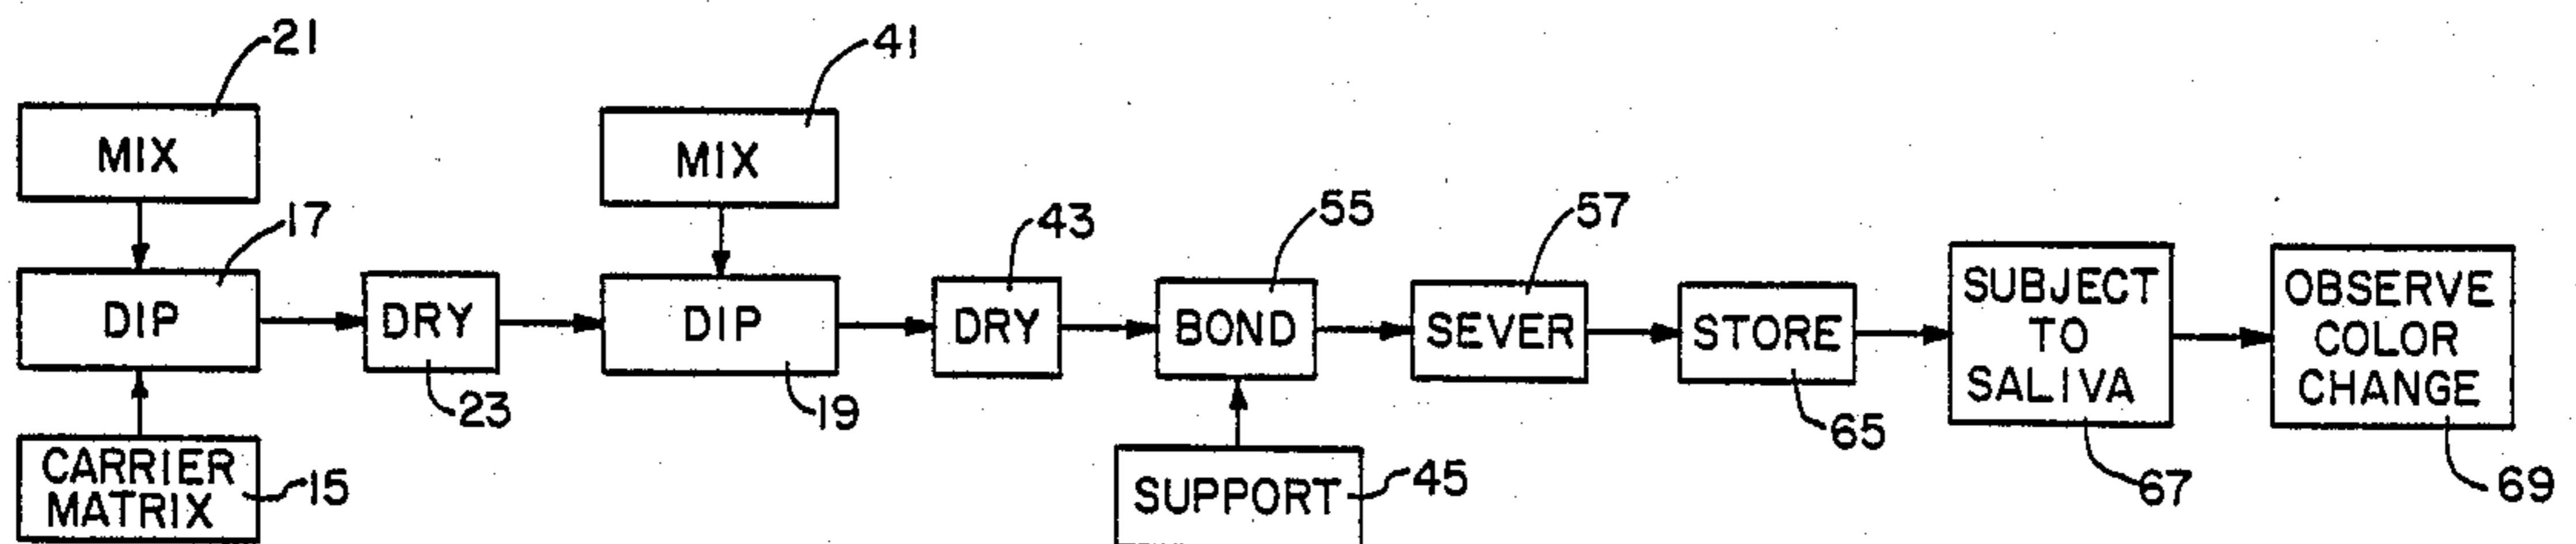 21
41
MIX
MIX
17
43
55
57
DIP
DRY
DIP
DRY
BOND
SEVER
STORE
SUBJECT
TO
SALIVA
OBSERVE
COLOR
CHANGE
23
19
65
67
69
CARRIER
MATRIX
15
SUPPORT
45